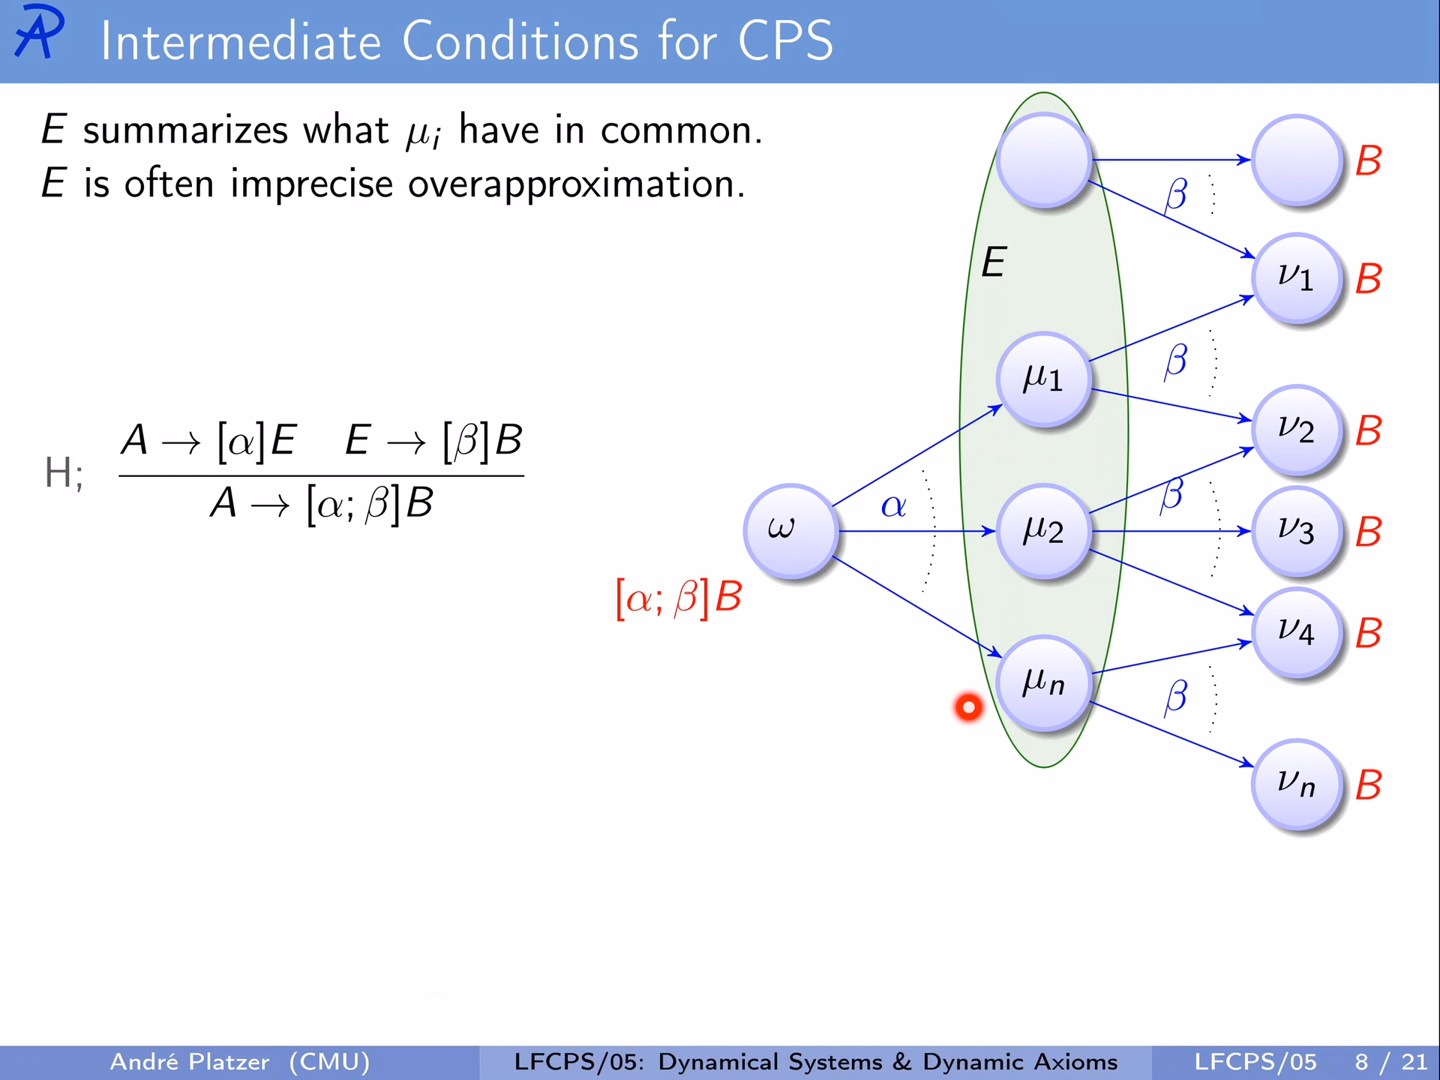 Intermediate Conditions for CPS
E summarizes what μᵢ have in common.
E is often imprecise overapproximation.
H;
A → [α]E E → [β]B
A → [α; β]B
[α; β]B
ω
α
E
μ₁
μ₂
μₙ
β
β
β
β
B
ν₁ B
ν₂ B
ν₃ B
ν₄ B
νₙ B
André Platzer (CMU)
LFCPS/05: Dynamical Systems & Dynamic Axioms
LFCPS/05 8 / 21